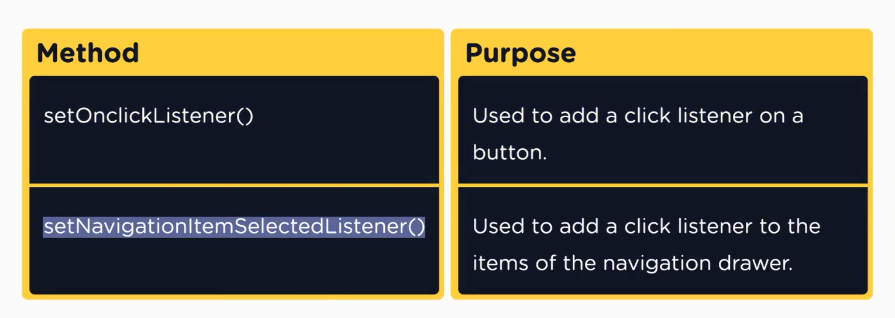 Method
Purpose
setOnclickListener()
Used to add a click listener on a
button.
setNavigationItemSelectedListener()
Used to add a click listener to the
items of the navigation drawer.